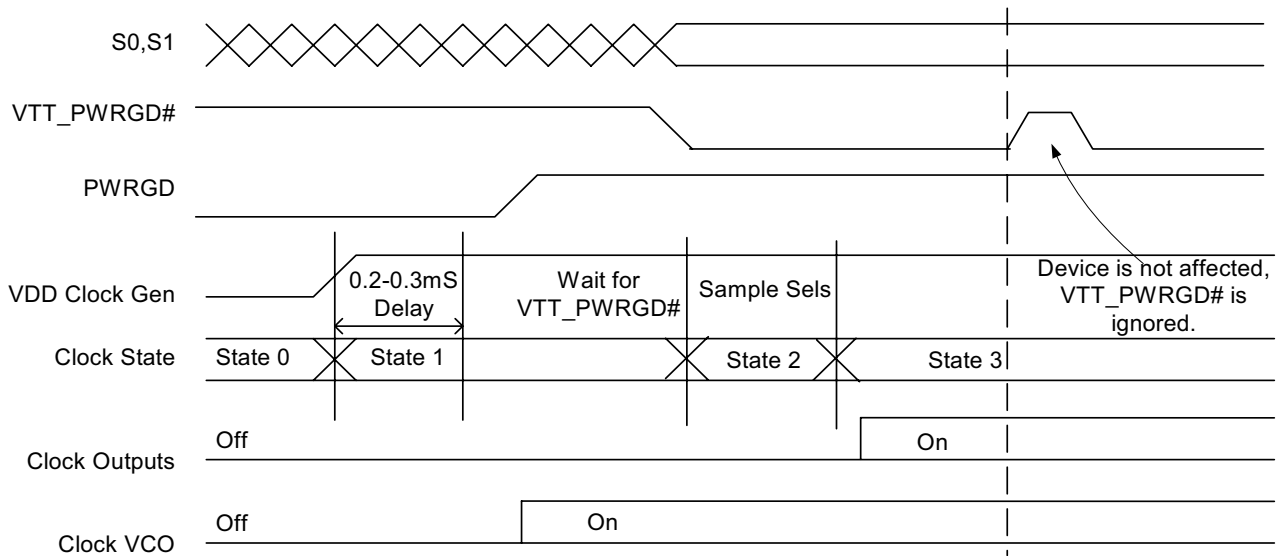 S0,S1
VTT_PWRGD#
PWRGD
VDD Clock Gen
0.2-0.3mS
Delay
Wait for
VTT_PWRGD#
Sample Sels
Device is not affected,
VTT_PWRGD# is
ignored.
Clock State
State 0
State 1
State 2
State 3
Clock Outputs
Off
On
Clock VCO
Off
On